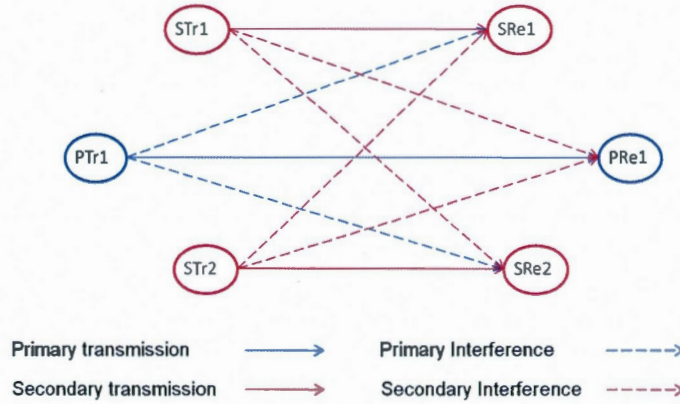 STr1 SRe1
PTr1 PRe1
STr2 SRe2
Primary transmission Primary Interference
Secondary transmission Secondary Interference